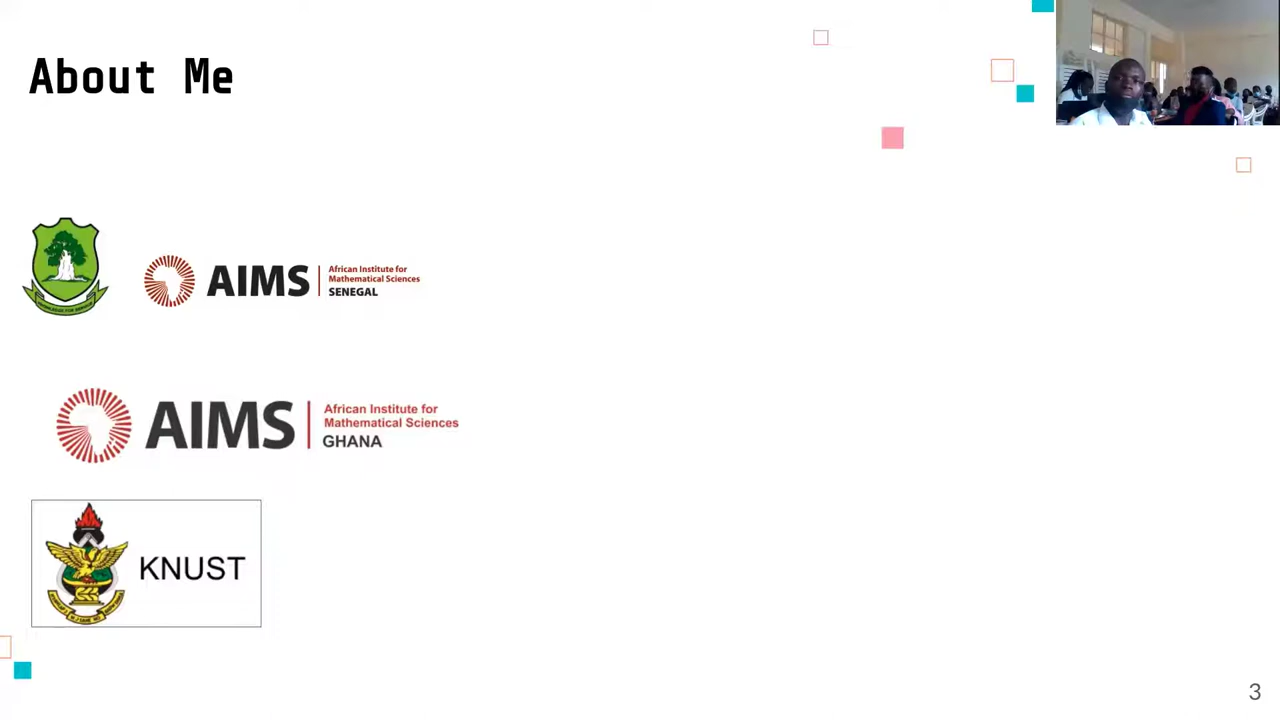 About Me
AIMS
African Institute for
Mathematical Sciences
SENEGAL
AIMS
African Institute for
Mathematical Sciences
GHANA
KNUST
3